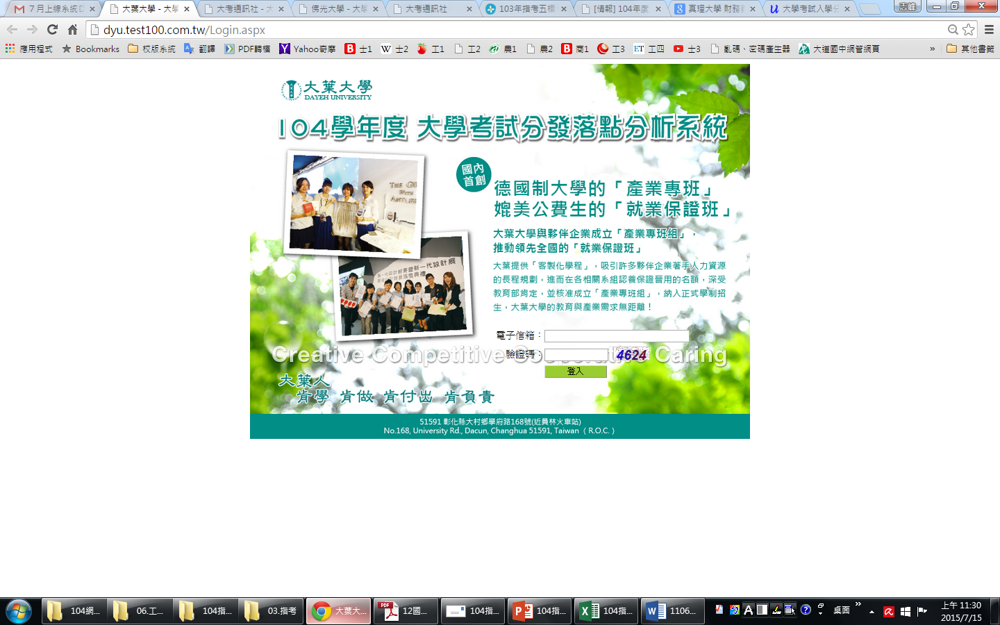 7 月上線系統 D
大葉大學 - 大學
大考通訊社 - 大
佛光大學 - 大學
大考通訊社
103年指考五標
[情報] 104年度
真理大學 財務
大學考試入學分
志峰
dyu.test100.com.tw/Login.aspx
應用程式 Bookmarks 校版系統 翻譯 PDF轉檔 Yahoo奇摩 士1 士2 工1 工2 農1 農2 商1 工3 工四 士3 亂碼、密碼產生器 大道國中網管網頁 » 其他書籤
大葉大學
DAYEH UNIVERSITY
104學年度 大學考試分發落點分析系統
國內
首創
德國制大學的「產業專班」
媲美公費生的「就業保證班」
大葉大學與夥伴企業成立「產業專班組」，
推動領先全國的「就業保證班」
大葉提供「客製化學程」，吸引許多夥伴企業著手人力資源
的長程規劃，進而在各相關系組認養保證晉用的名額，深受
教育部肯定，並核准成立「產業專班組」，納入正式學制招
生，大葉大學的教育與產業需求無距離！
電子信箱：
驗證碼： 4624
Creative Competitive Cooperative Caring
登入
大葉人
肯學 肯做 肯付出 肯負責
51591 彰化縣大村鄉學府路168號(近員林火車站)
No.168, University Rd., Dacun, Changhua 51591, Taiwan ( R.O.C. )
104網... 06.工... 104指... 03.指考 大葉大... 12國... 104指... 104指... 104指... 1106... 桌面 »
上午 11:30
2015/7/15